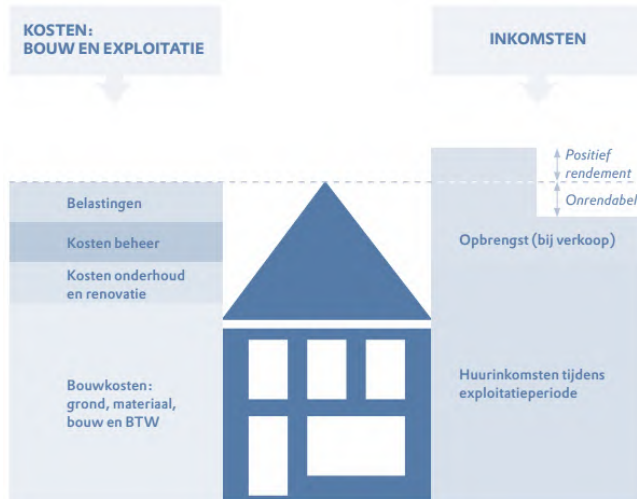 KOSTEN:
BOUW EN EXPLOITATIE
INKOMSTEN
Positief
rendement
Onrendabel
Belastingen
Kosten beheer
Opbrengst (bij verkoop)
Kosten onderhoud
en renovatie
Bouwkosten:
grond, materiaal,
bouw en BTW
Huurinkomsten tijdens
exploitatieperiode